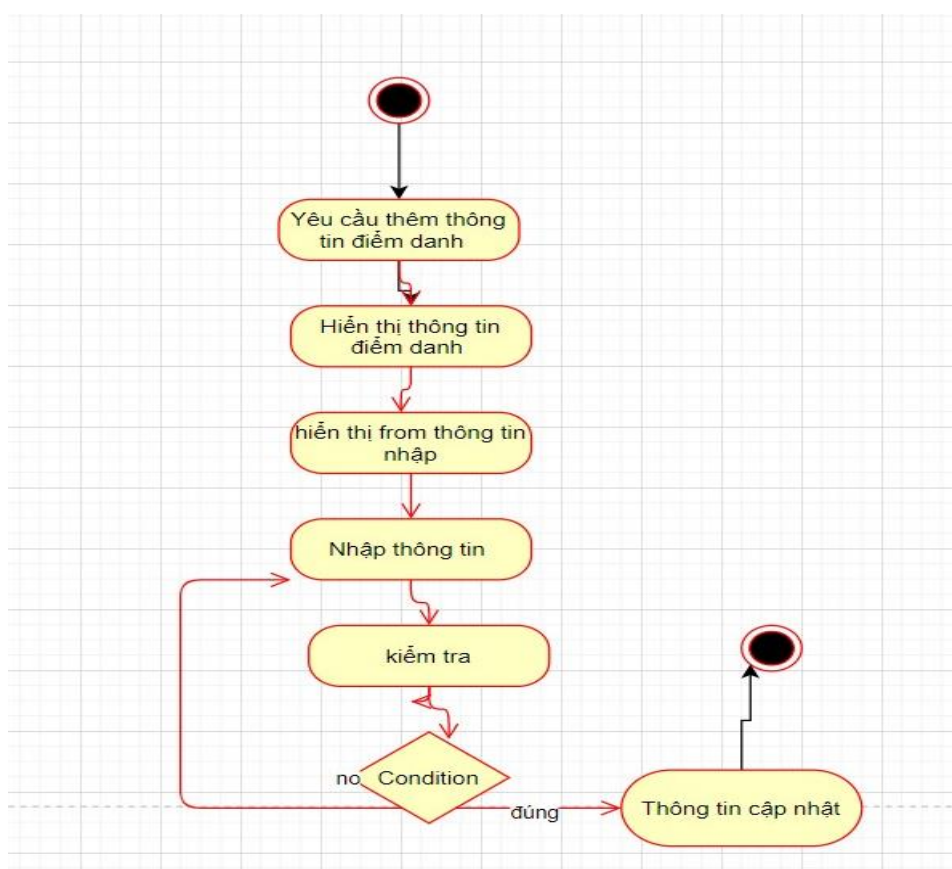 Yêu cầu thêm thông
tin điểm danh
Hiển thị thông tin
điểm danh
hiển thị from thông tin
nhập
Nhập thông tin
kiểm tra
no
Condition
đúng
Thông tin cập nhật